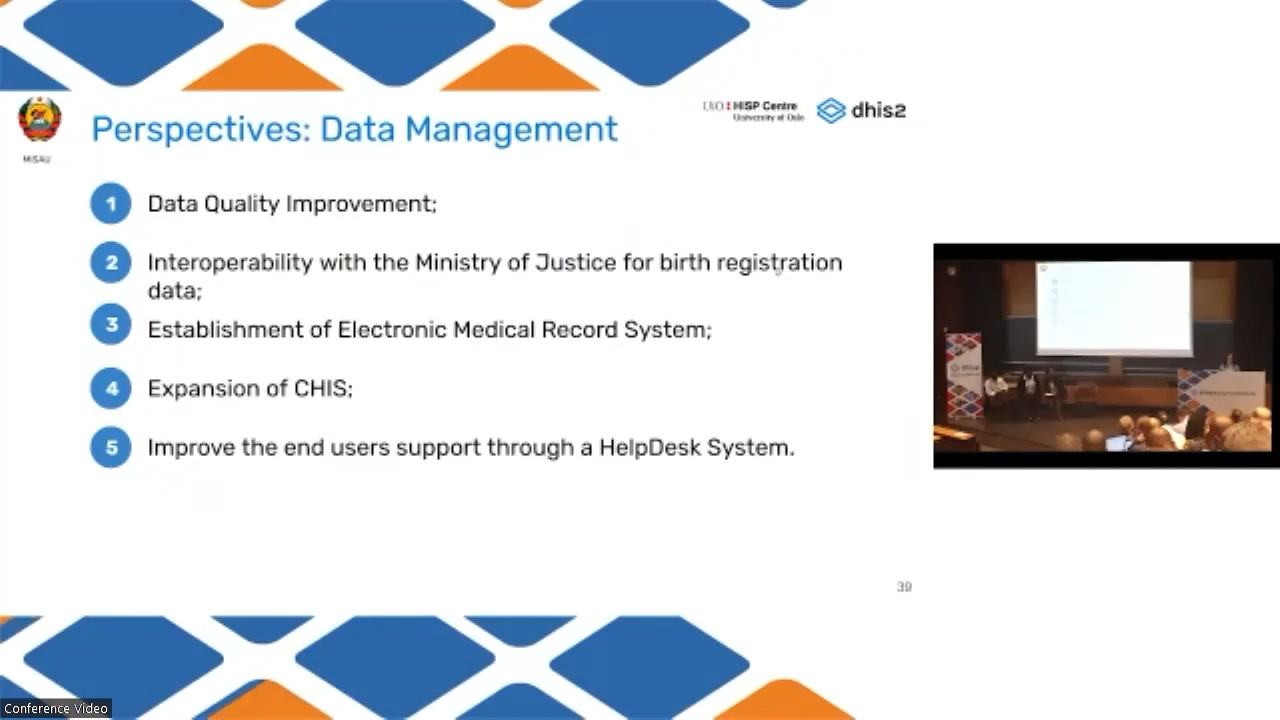 UiO HISP Centre
University of Oslo
dhis2
MISAU
Perspectives: Data Management
1 Data Quality Improvement;
2 Interoperability with the Ministry of Justice for birth registration
data;
3 Establishment of Electronic Medical Record System;
4 Expansion of CHIS;
5 Improve the end users support through a HelpDesk System.
39
Conference Video